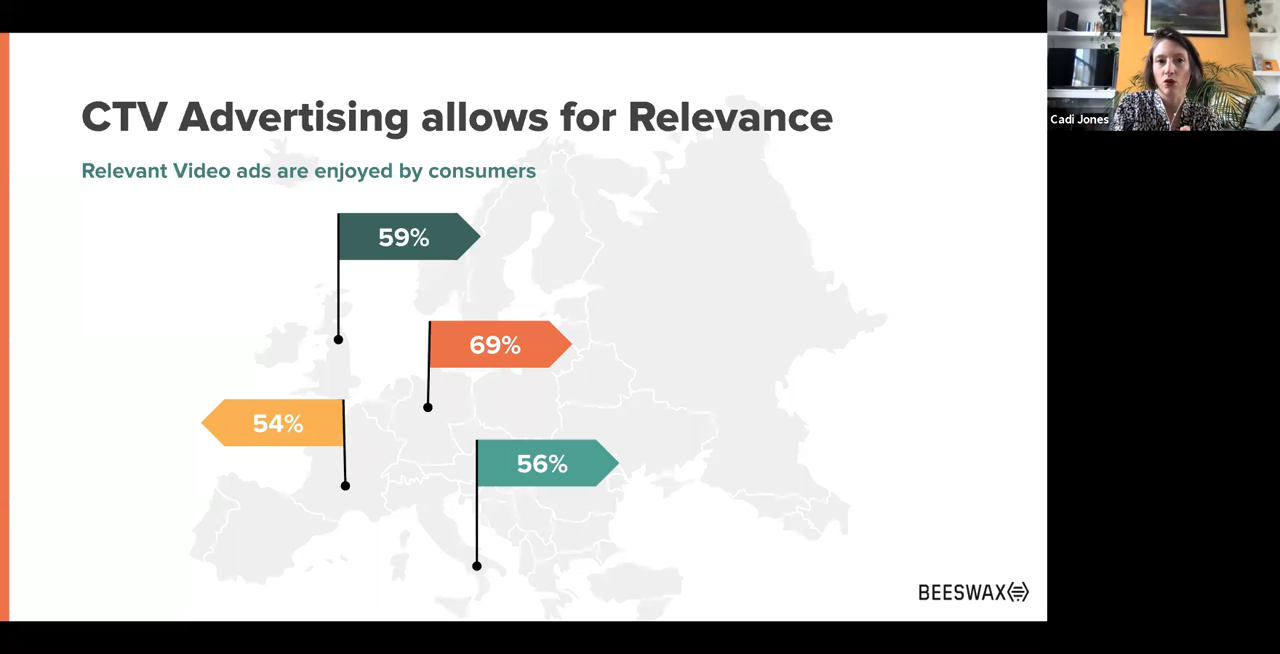 CTV Advertising allows for Relevance
Relevant Video ads are enjoyed by consumers
59%
69%
54%
56%
BEESWAX
Cadi Jones